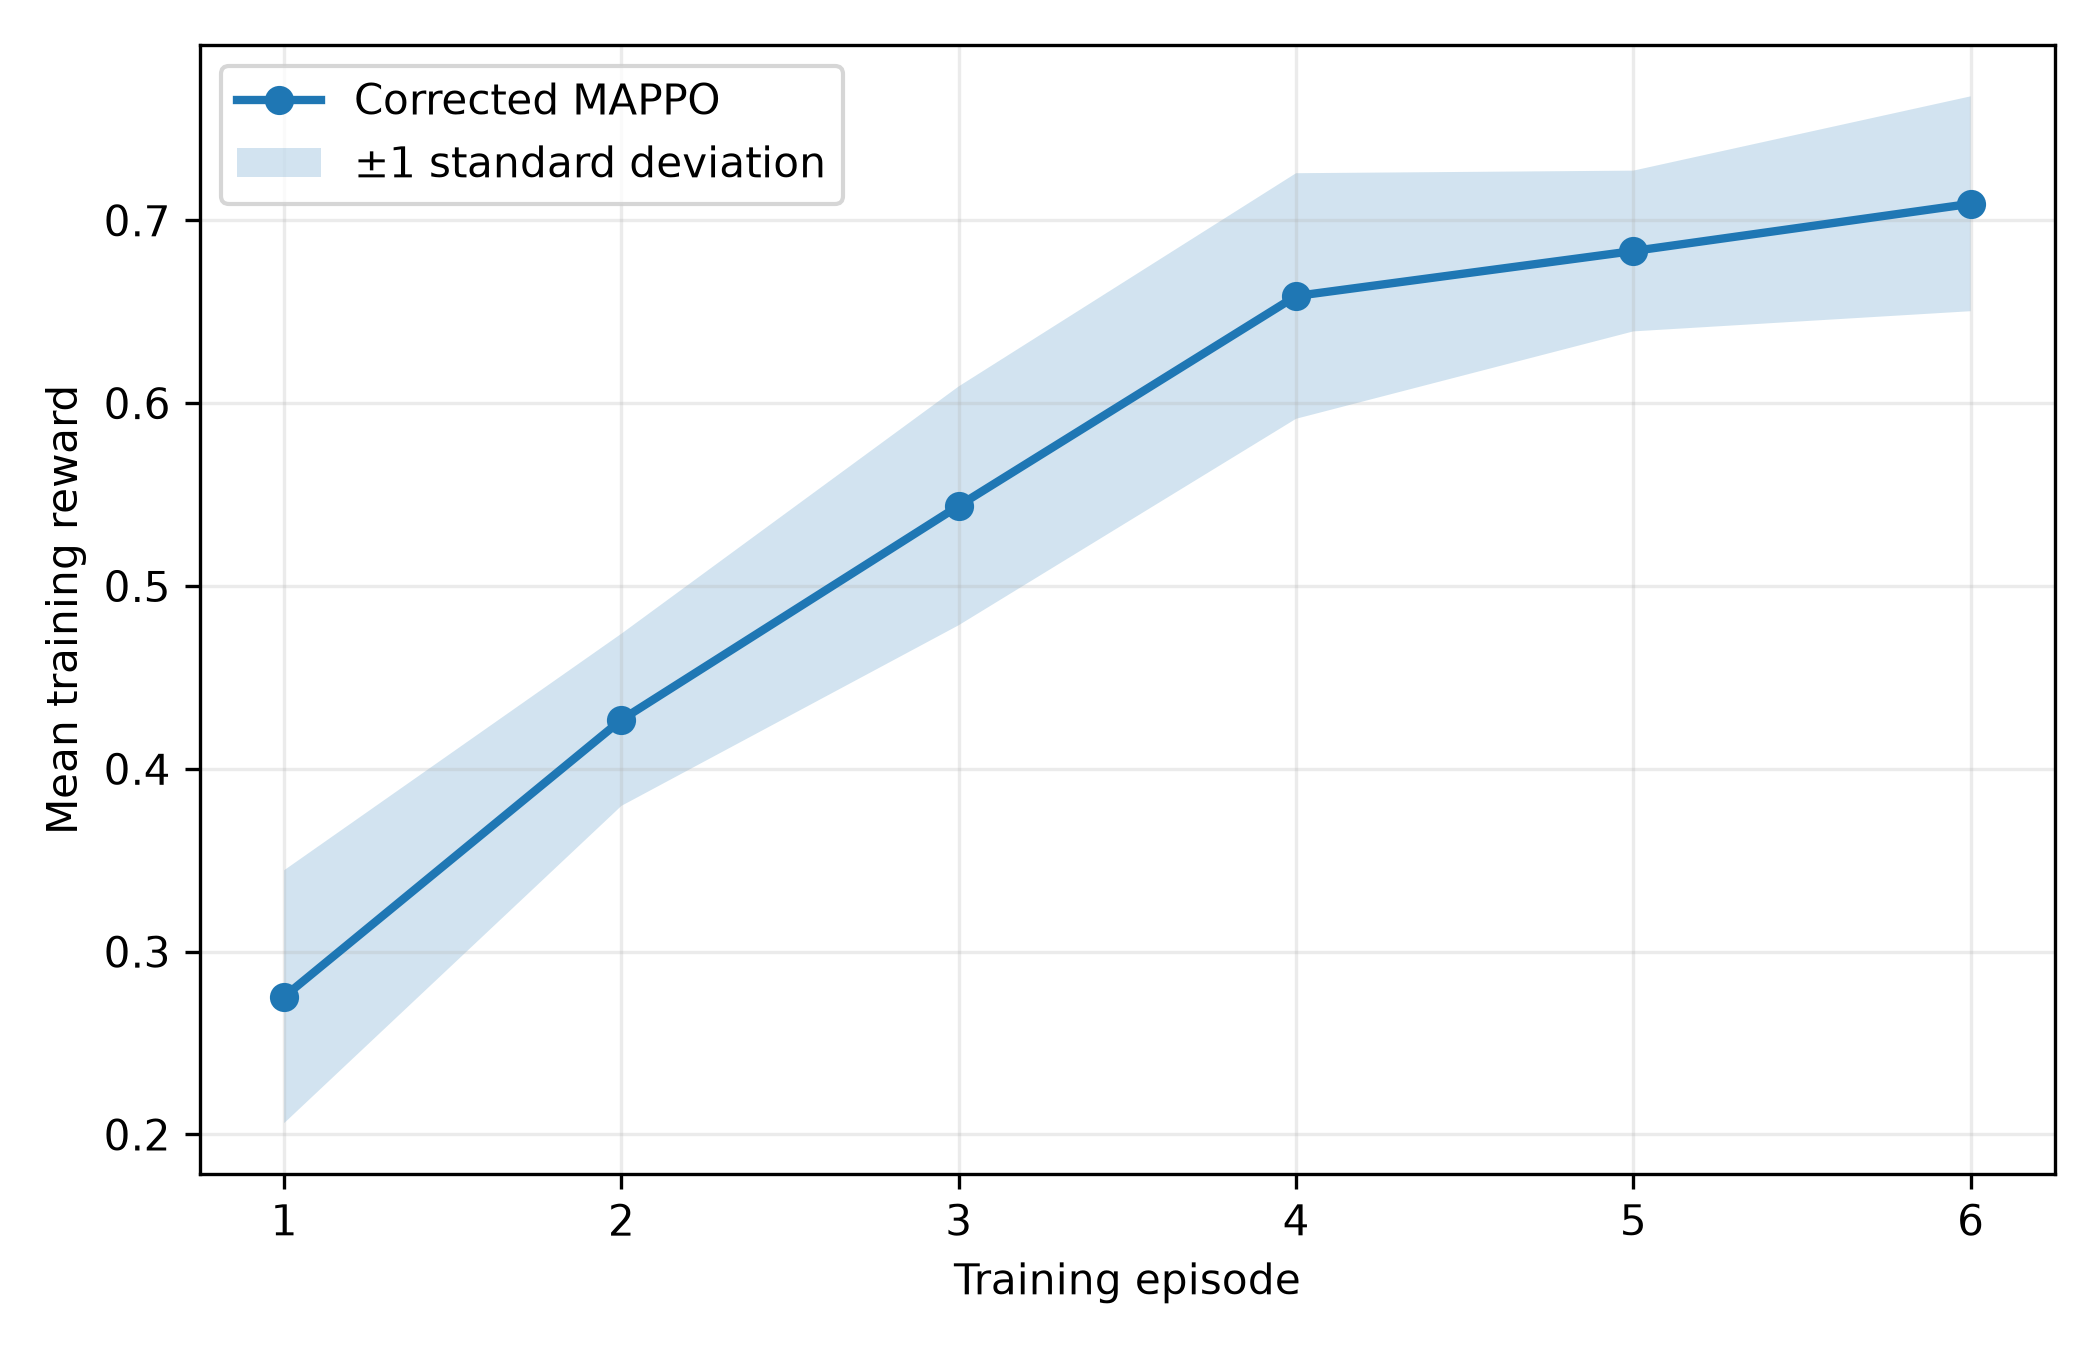 Corrected MAPPO
±1 standard deviation
0.7
0.6
0.5
0.4
0.3
0.2
Mean training reward
1 2 3 4 5 6
Training episode